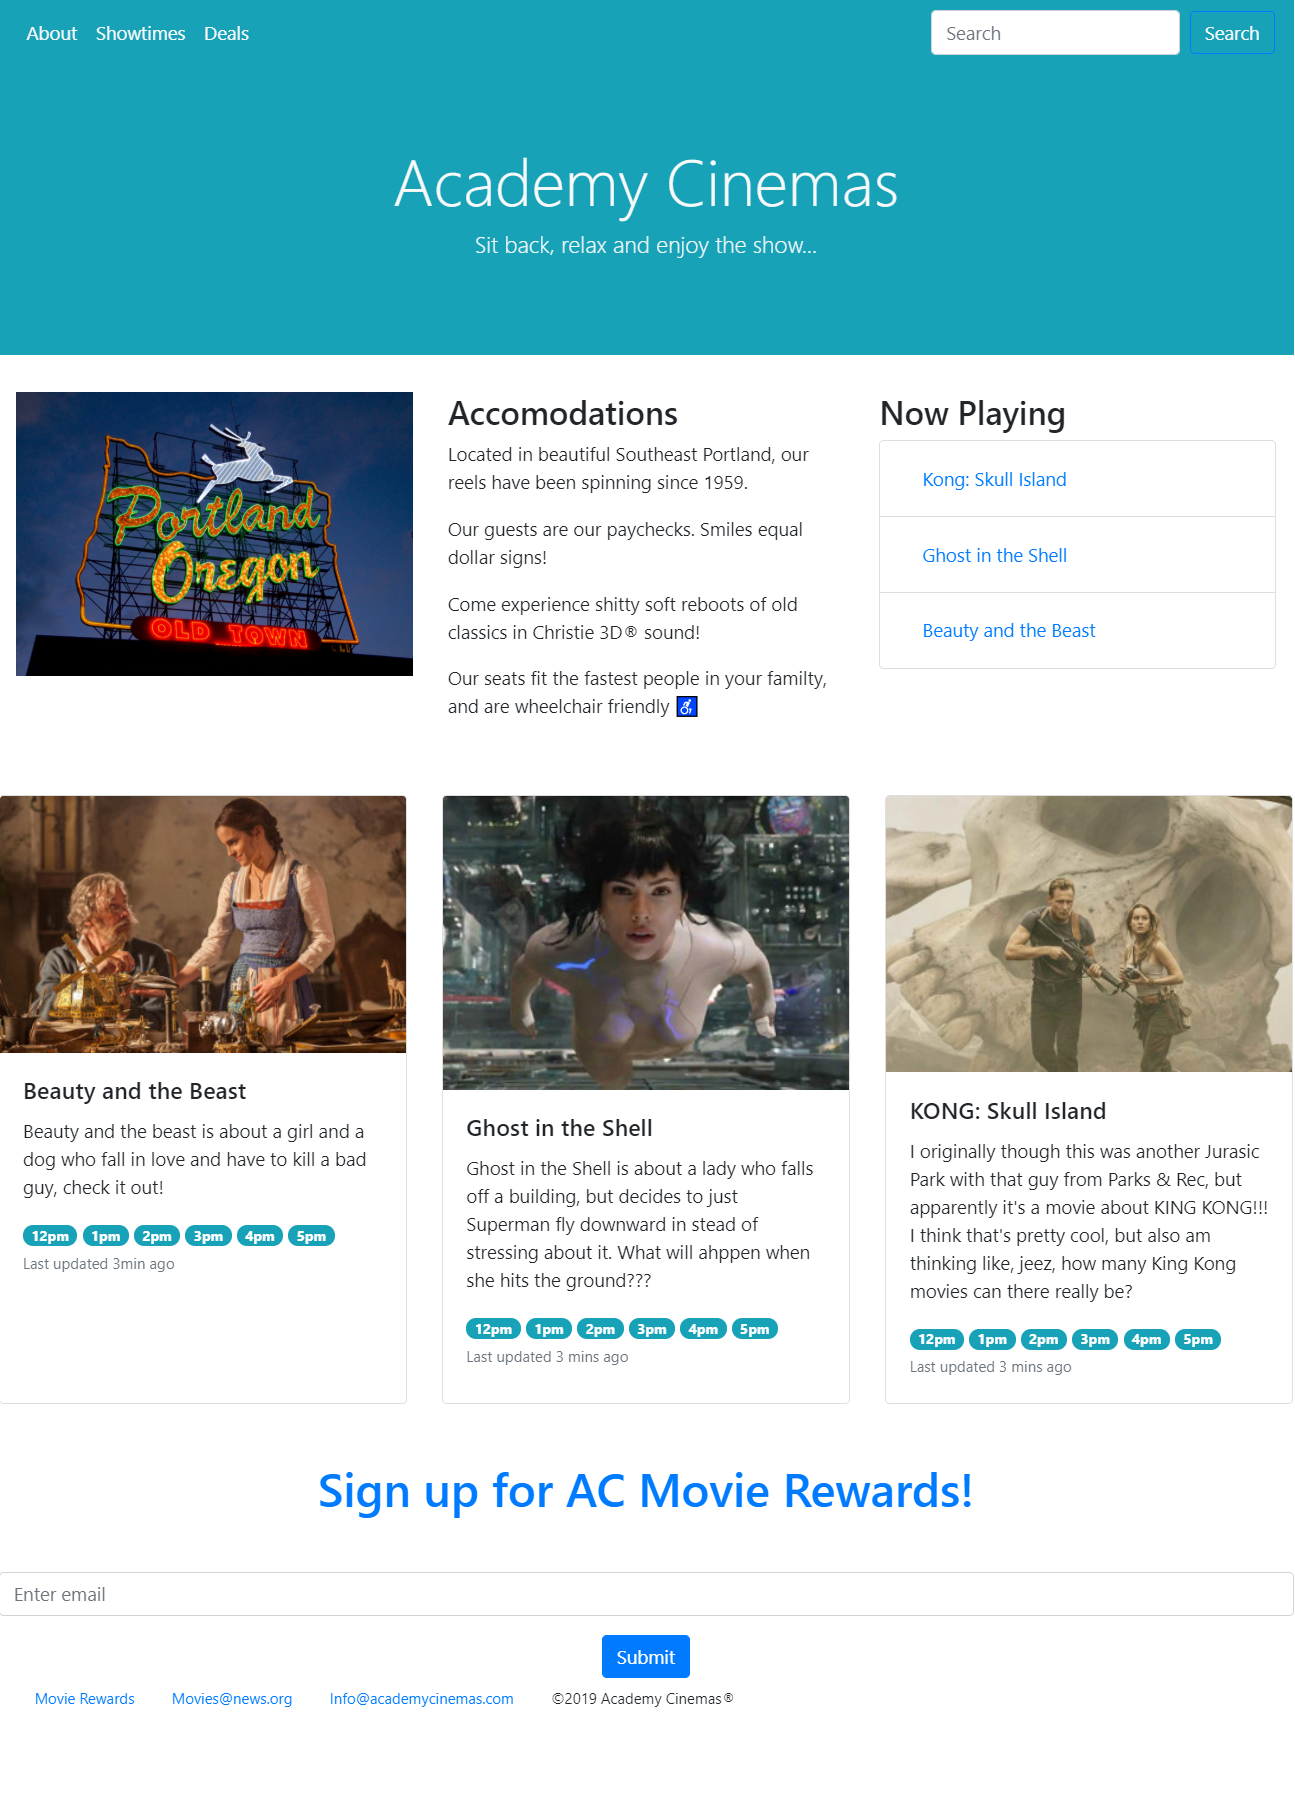 About Showtimes Deals
Search
Search
Academy Cinemas
Sit back, relax and enjoy the show...
Portland
Oregon
OLD TOWN
Accomodations
Located in beautiful Southeast Portland, our
reels have been spinning since 1959.
Our guests are our paychecks. Smiles equal
dollar signs!
Come experience shitty soft reboots of old
classics in Christie 3D® sound!
Our seats fit the fastest people in your familty,
and are wheelchair friendly
Now Playing
Kong: Skull Island
Ghost in the Shell
Beauty and the Beast
Beauty and the Beast
Beauty and the beast is about a girl and a
dog who fall in love and have to kill a bad
guy, check it out!
12pm 1pm 2pm 3pm 4pm 5pm
Last updated 3min ago
Ghost in the Shell
Ghost in the Shell is about a lady who falls
off a building, but decides to just
Superman fly downward in stead of
stressing about it. What will ahppen when
she hits the ground???
12pm 1pm 2pm 3pm 4pm 5pm
Last updated 3 mins ago
KONG: Skull Island
I originally though this was another Jurasic
Park with that guy from Parks & Rec, but
apparently it's a movie about KING KONG!!!
I think that's pretty cool, but also am
thinking like, jeez, how many King Kong
movies can there really be?
12pm 1pm 2pm 3pm 4pm 5pm
Last updated 3 mins ago
Sign up for AC Movie Rewards!
Enter email
Submit
Movie Rewards Movies@news.org Info@academycinemas.com ©2019 Academy Cinemas®